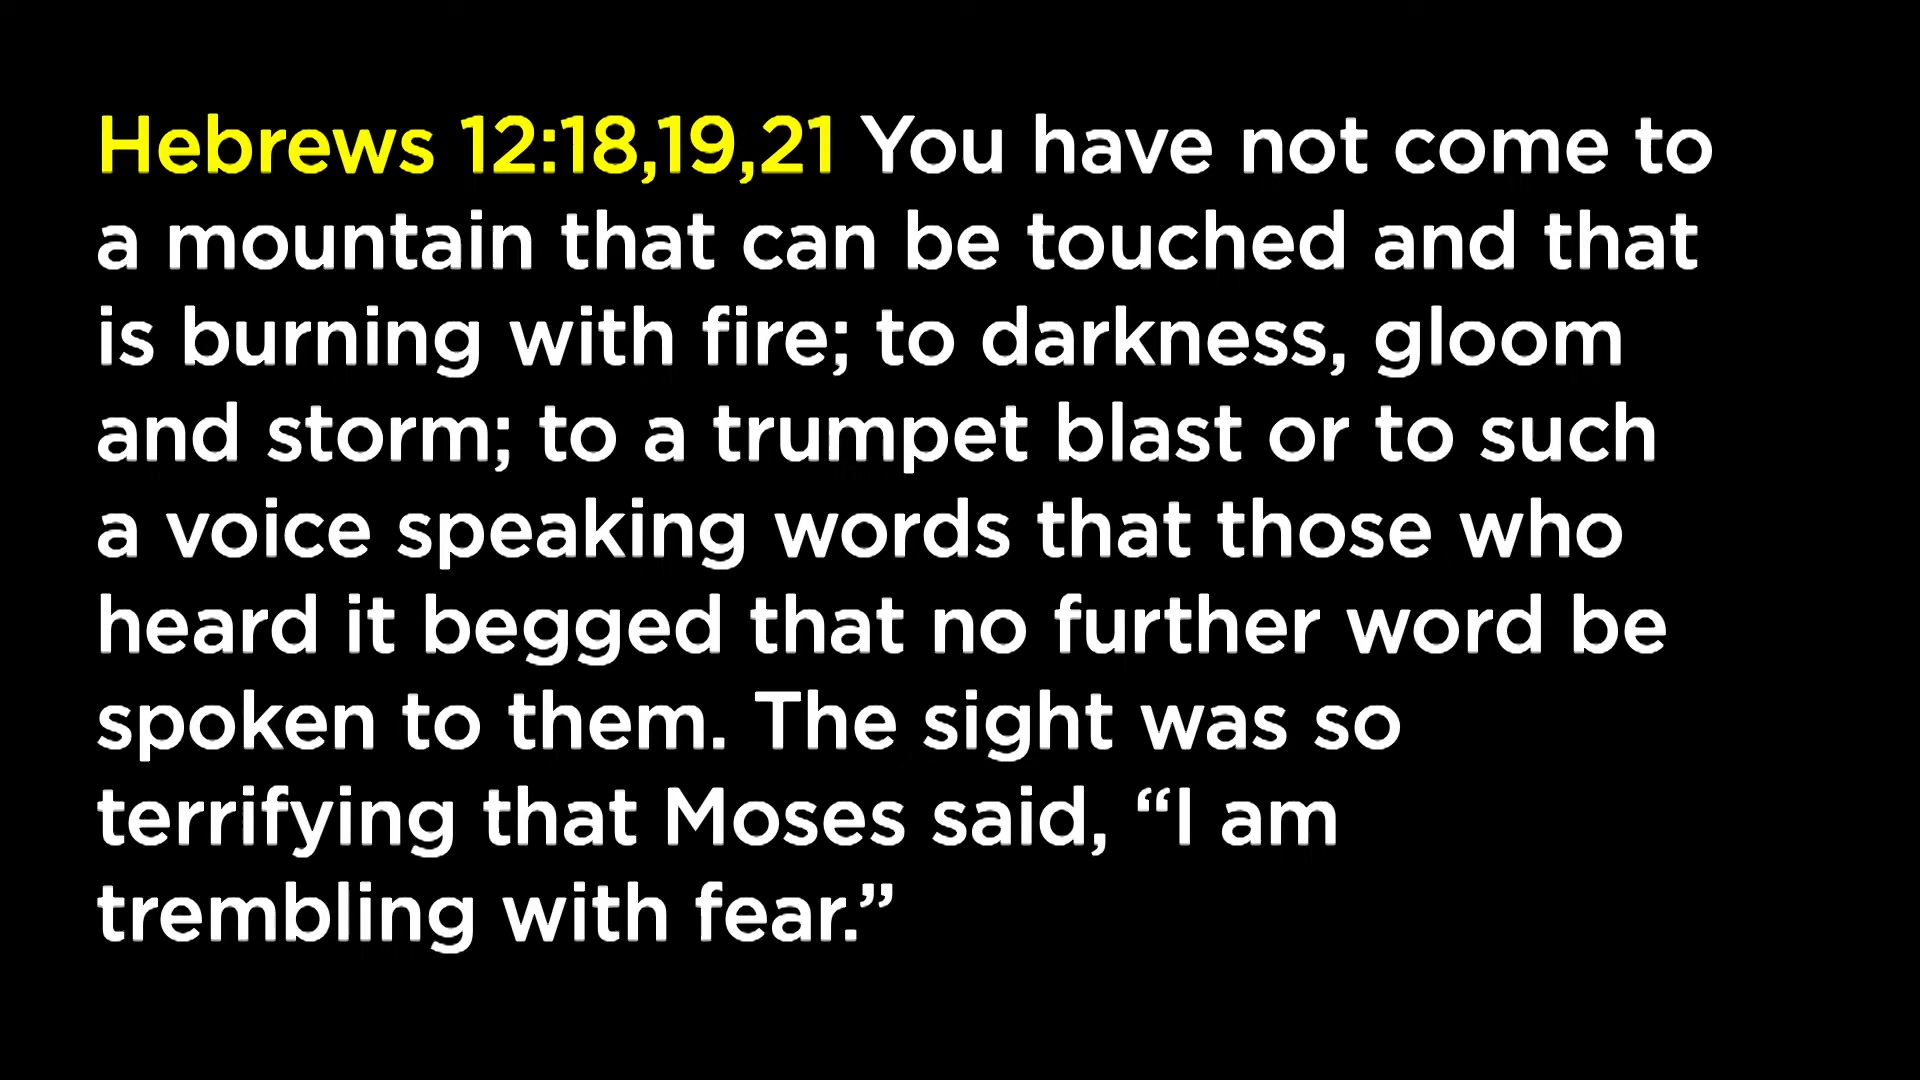 Hebrews 12:18,19,21 You have not come to
a mountain that can be touched and that
is burning with fire; to darkness, gloom
and storm; to a trumpet blast or to such
a voice speaking words that those who
heard it begged that no further word be
spoken to them. The sight was so
terrifying that Moses said, “I am
trembling with fear.”